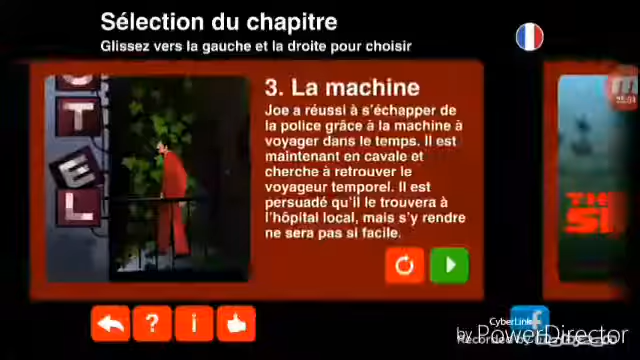 Sélection du chapitre
Glissez vers la gauche et la droite pour choisir
O
T
E
L
3. La machine
Joe a réussi à s'échapper de
la police grâce à la machine à
voyager dans le temps. Il est
maintenant en cavale et
cherche à retrouver le
voyageur temporel. Il est
persuadé qu'il le trouvera à
l'hôpital local, mais s'y rendre
ne sera pas si facile.
?
i
f
CyberLink
by PowerDirector